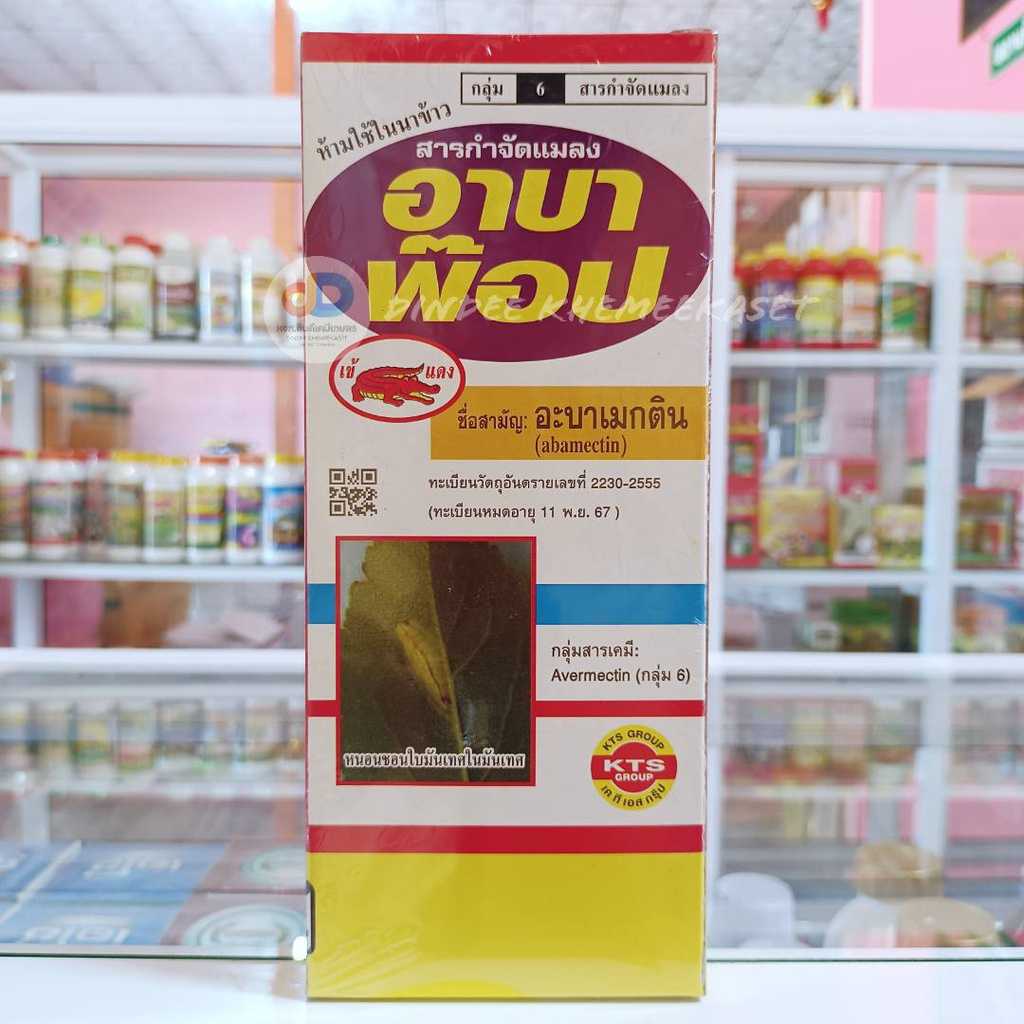 กลุ่ม 6 สารกำจัดแมลง
ห้ามใช้ในนาข้าว
สารกำจัดแมลง
อาบา
พ๊อป
DINDEE KHEMEEKASET
เข้ แดง
ชื่อสามัญ: อะบาเมกติน
(abamectin)
ทะเบียนวัตถุอันตรายเลขที่ 2230-2555
(ทะเบียนหมดอายุ 11 พ.ย. 67 )
กลุ่มสารเคมี:
Avermectin (กลุ่ม 6)
หนอนชอนใบมันเทศในมันเทศ
KTS GROUP
KTS
GROUP
เค ที เอส กรุ๊ป